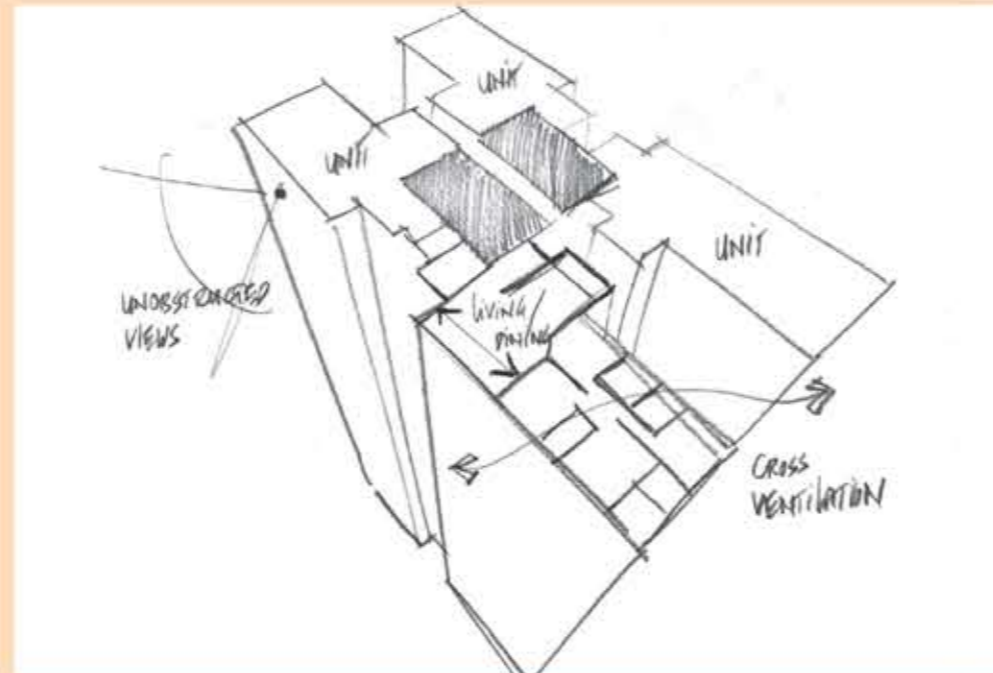 UNIT
UNIT
UNIT
UNOBSTRUCTED
VIEWS
LIVING/
DINING
CROSS
VENTILATION